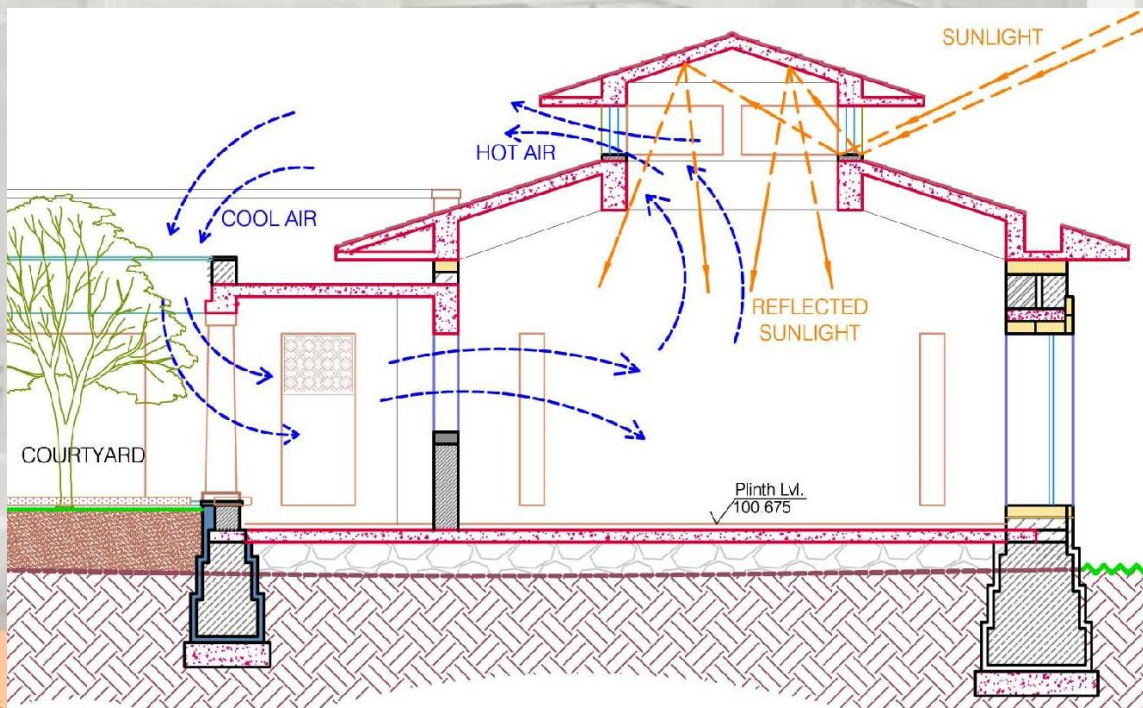 SUNLIGHT
HOT AIR
COOL AIR
REFLECTED
SUNLIGHT
COURTYARD
Plinth Lvl.
100.675